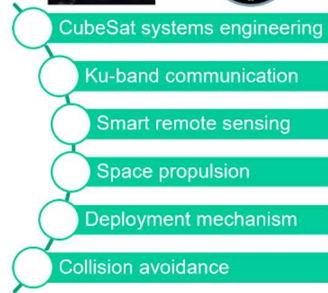 CubeSat systems engineering
Ku-band communication
Smart remote sensing
Space propulsion
Deployment mechanism
Collision avoidance